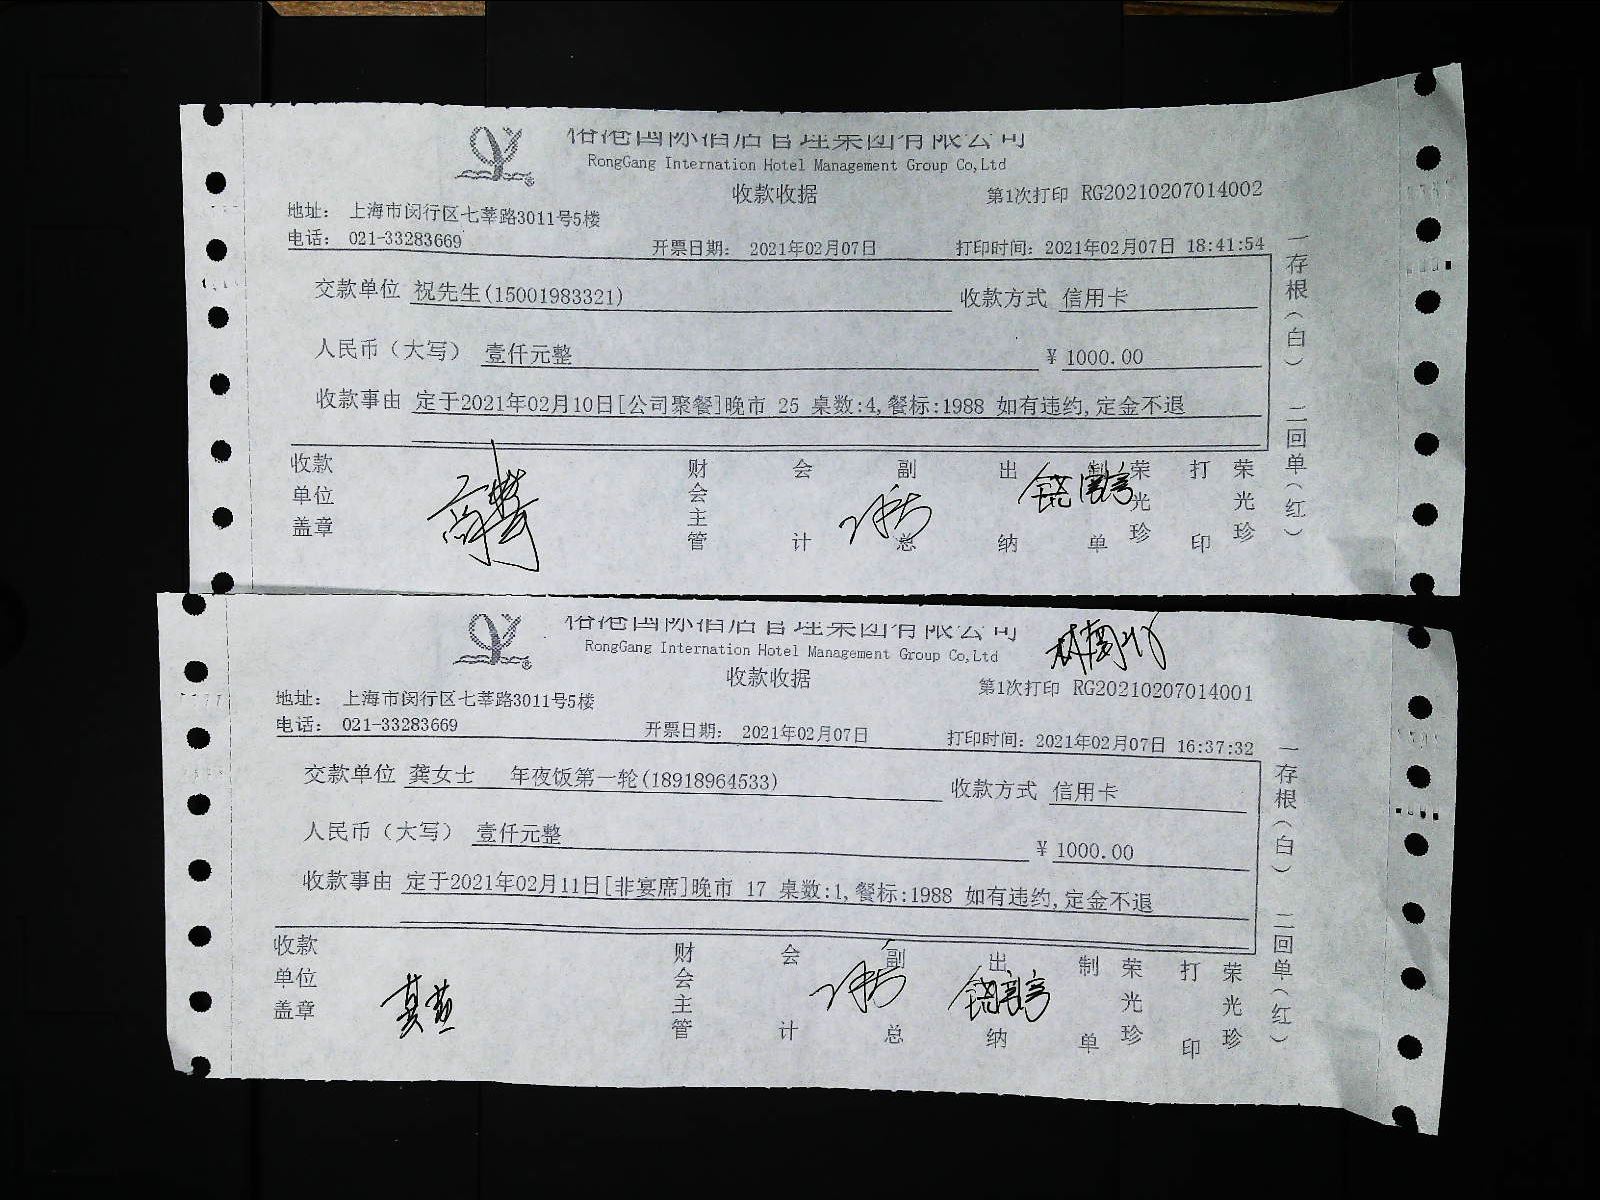 国际酒店管理集团有限公司
RongGang Internation Hotel Management Group Co,Ltd
收款收据
第1次打印 RG20210207014002
地址: 上海市闵行区七莘路3011号5楼
电话: 021-33283669
开票日期: 2021年02月07日
打印时间: 2021年02月07日 18:41:54
交款单位 祝先生(15001983321)
收款方式 信用卡
人民币(大写) 壹仟元整
¥ 1000.00
收款事由 定于2021年02月10日[公司聚餐]晚市 25 桌数:4,餐标:1988 如有违约,定金不退
收款单位盖章
财会主管
会计
副总
出纳
制单 荣光珍
打印 荣光珍
一存根(白) 二回单(红)
国际酒店管理集团有限公司
RongGang Internation Hotel Management Group Co,Ltd
收款收据
第1次打印 RG20210207014001
地址: 上海市闵行区七莘路3011号5楼
电话: 021-33283669
开票日期: 2021年02月07日
打印时间: 2021年02月07日 16:37:32
交款单位 龚女士 年夜饭第一轮(18918964533)
收款方式 信用卡
人民币(大写) 壹仟元整
¥ 1000.00
收款事由 定于2021年02月11日[非宴席]晚市 17 桌数:1,餐标:1988 如有违约,定金不退
收款单位盖章
财会主管
会计
副总
出纳
制单 荣光珍
打印 荣光珍
一存根(白) 二回单(红)